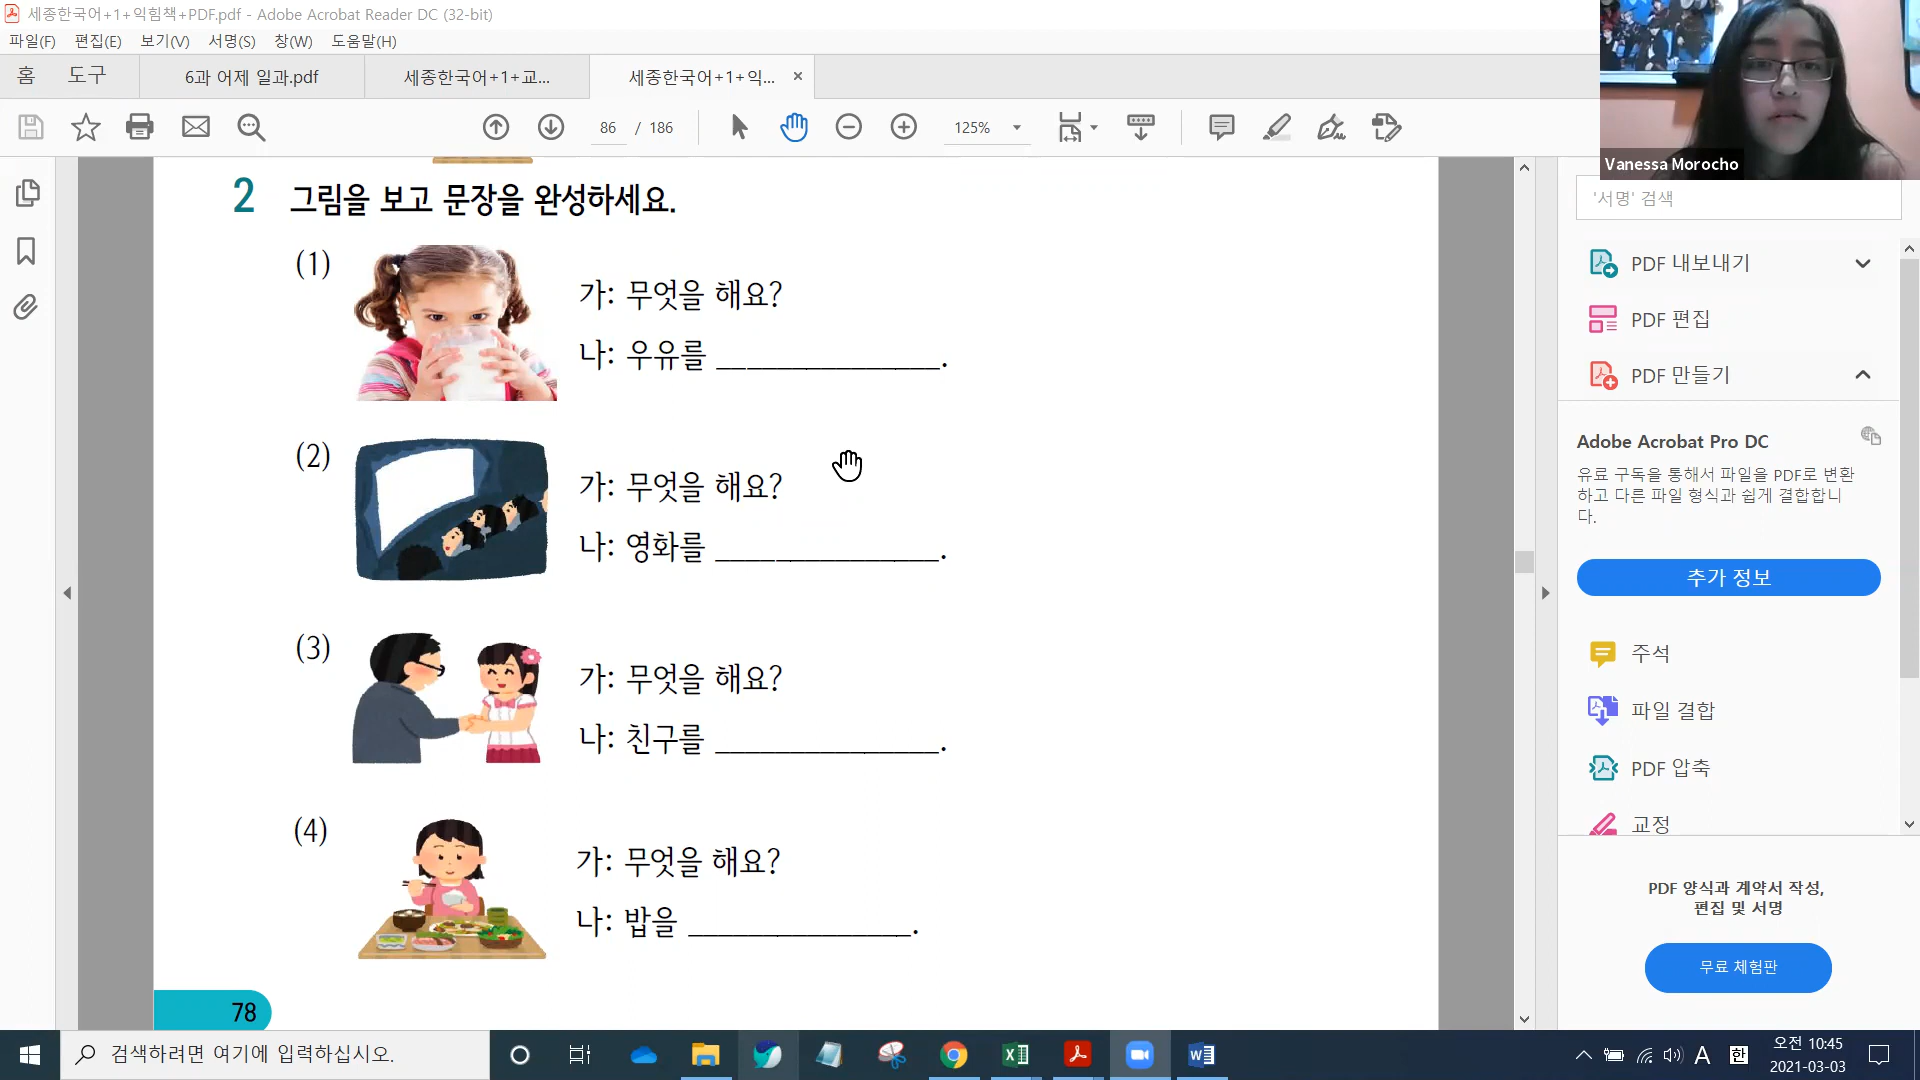 세종한국어+1+익힘책+PDF.pdf - Adobe Acrobat Reader DC (32-bit)
파일(F) 편집(E) 보기(V) 서명(S) 창(W) 도움말(H)
홈 도구 6과 어제 일과.pdf 세종한국어+1+교... 세종한국어+1+익... ×
86 / 186 125%
Vanessa Morocho
'서명' 검색
PDF 내보내기
PDF 편집
PDF 만들기
Adobe Acrobat Pro DC
유료 구독을 통해서 파일을 PDF로 변환
하고 다른 파일 형식과 쉽게 결합합니
다.
추가 정보
주석
파일 결합
PDF 압축
교정
PDF 양식과 계약서 작성,
편집 및 서명
무료 체험판
2 그림을 보고 문장을 완성하세요.
(1)
가: 무엇을 해요?
나: 우유를 _______________.
(2)
가: 무엇을 해요?
나: 영화를 _______________.
(3)
가: 무엇을 해요?
나: 친구를 _______________.
(4)
가: 무엇을 해요?
나: 밥을 _______________.
78
검색하려면 여기에 입력하십시오.
A 한 오전 10:45
2021-03-03